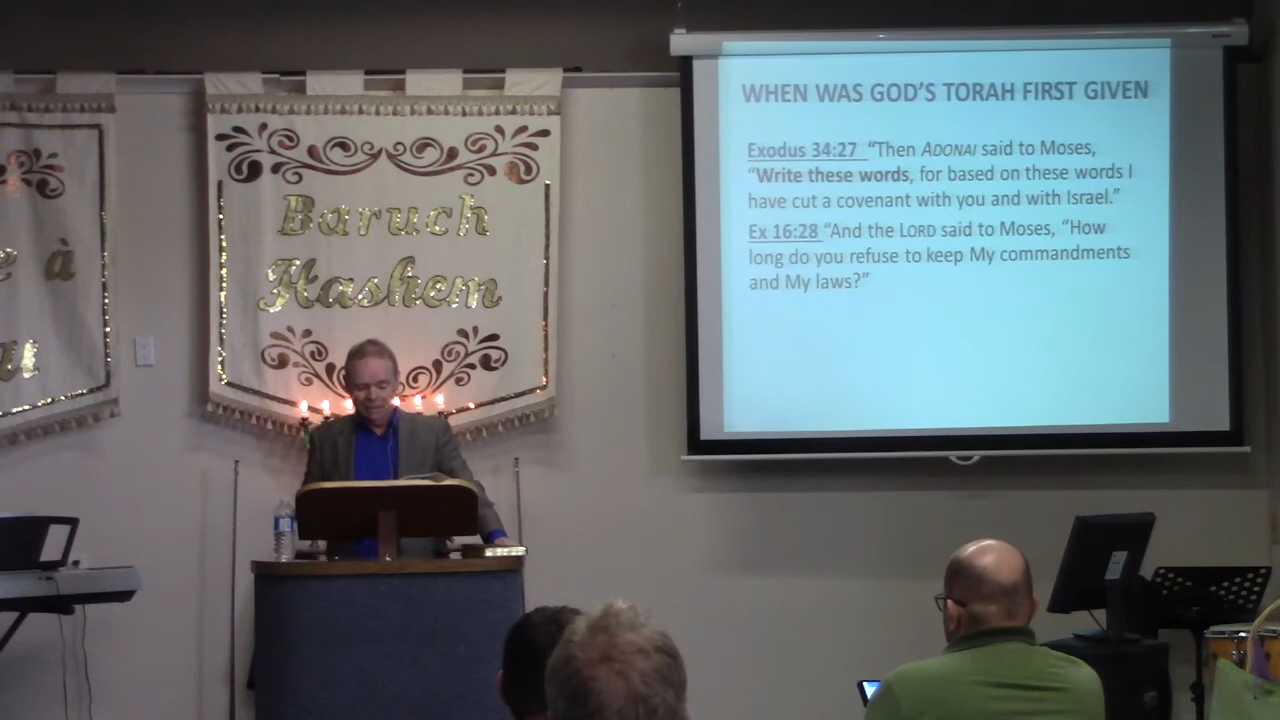 e à
u
Baruch
Hashem
WHEN WAS GOD'S TORAH FIRST GIVEN
Exodus 34:27 “Then ADONAI said to Moses,
“Write these words, for based on these words I
have cut a covenant with you and with Israel.”
Ex 16:28 “And the LORD said to Moses, “How
long do you refuse to keep My commandments
and My laws?”